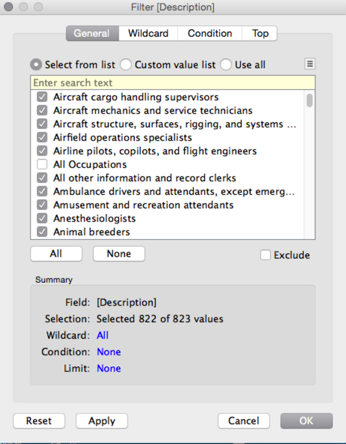 Filter [Description]
General Wildcard Condition Top
Select from list Custom value list Use all
Enter search text
Aircraft cargo handling supervisors
Aircraft mechanics and service technicians
Aircraft structure, surfaces, rigging, and systems ...
Airfield operations specialists
Airline pilots, copilots, and flight engineers
All Occupations
All other information and record clerks
Ambulance drivers and attendants, except emerg...
Amusement and recreation attendants
Anesthesiologists
Animal breeders
All None Exclude
Summary
Field: [Description]
Selection: Selected 822 of 823 values
Wildcard: All
Condition: None
Limit: None
Reset Apply Cancel OK